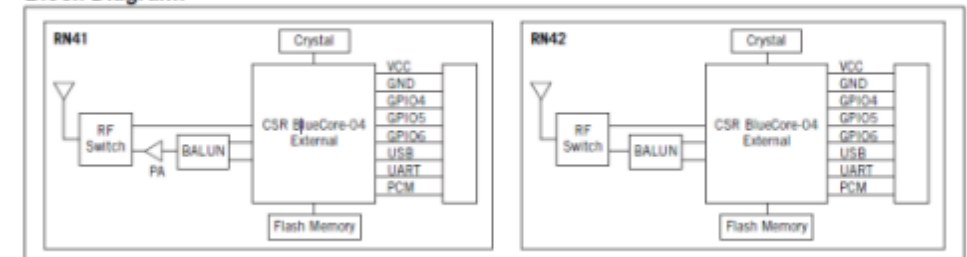 RN41
Crystal
VCC
GND
GPIO4
GPIO5
GPIO6
USB
UART
PCM
CSR BlueCore-04
External
RF
Switch
PA
BALUN
Flash Memory
RN42
Crystal
VCC
GND
GPIO4
GPIO5
GPIO6
USB
UART
PCM
CSR BlueCore-04
External
RF
Switch
BALUN
Flash Memory